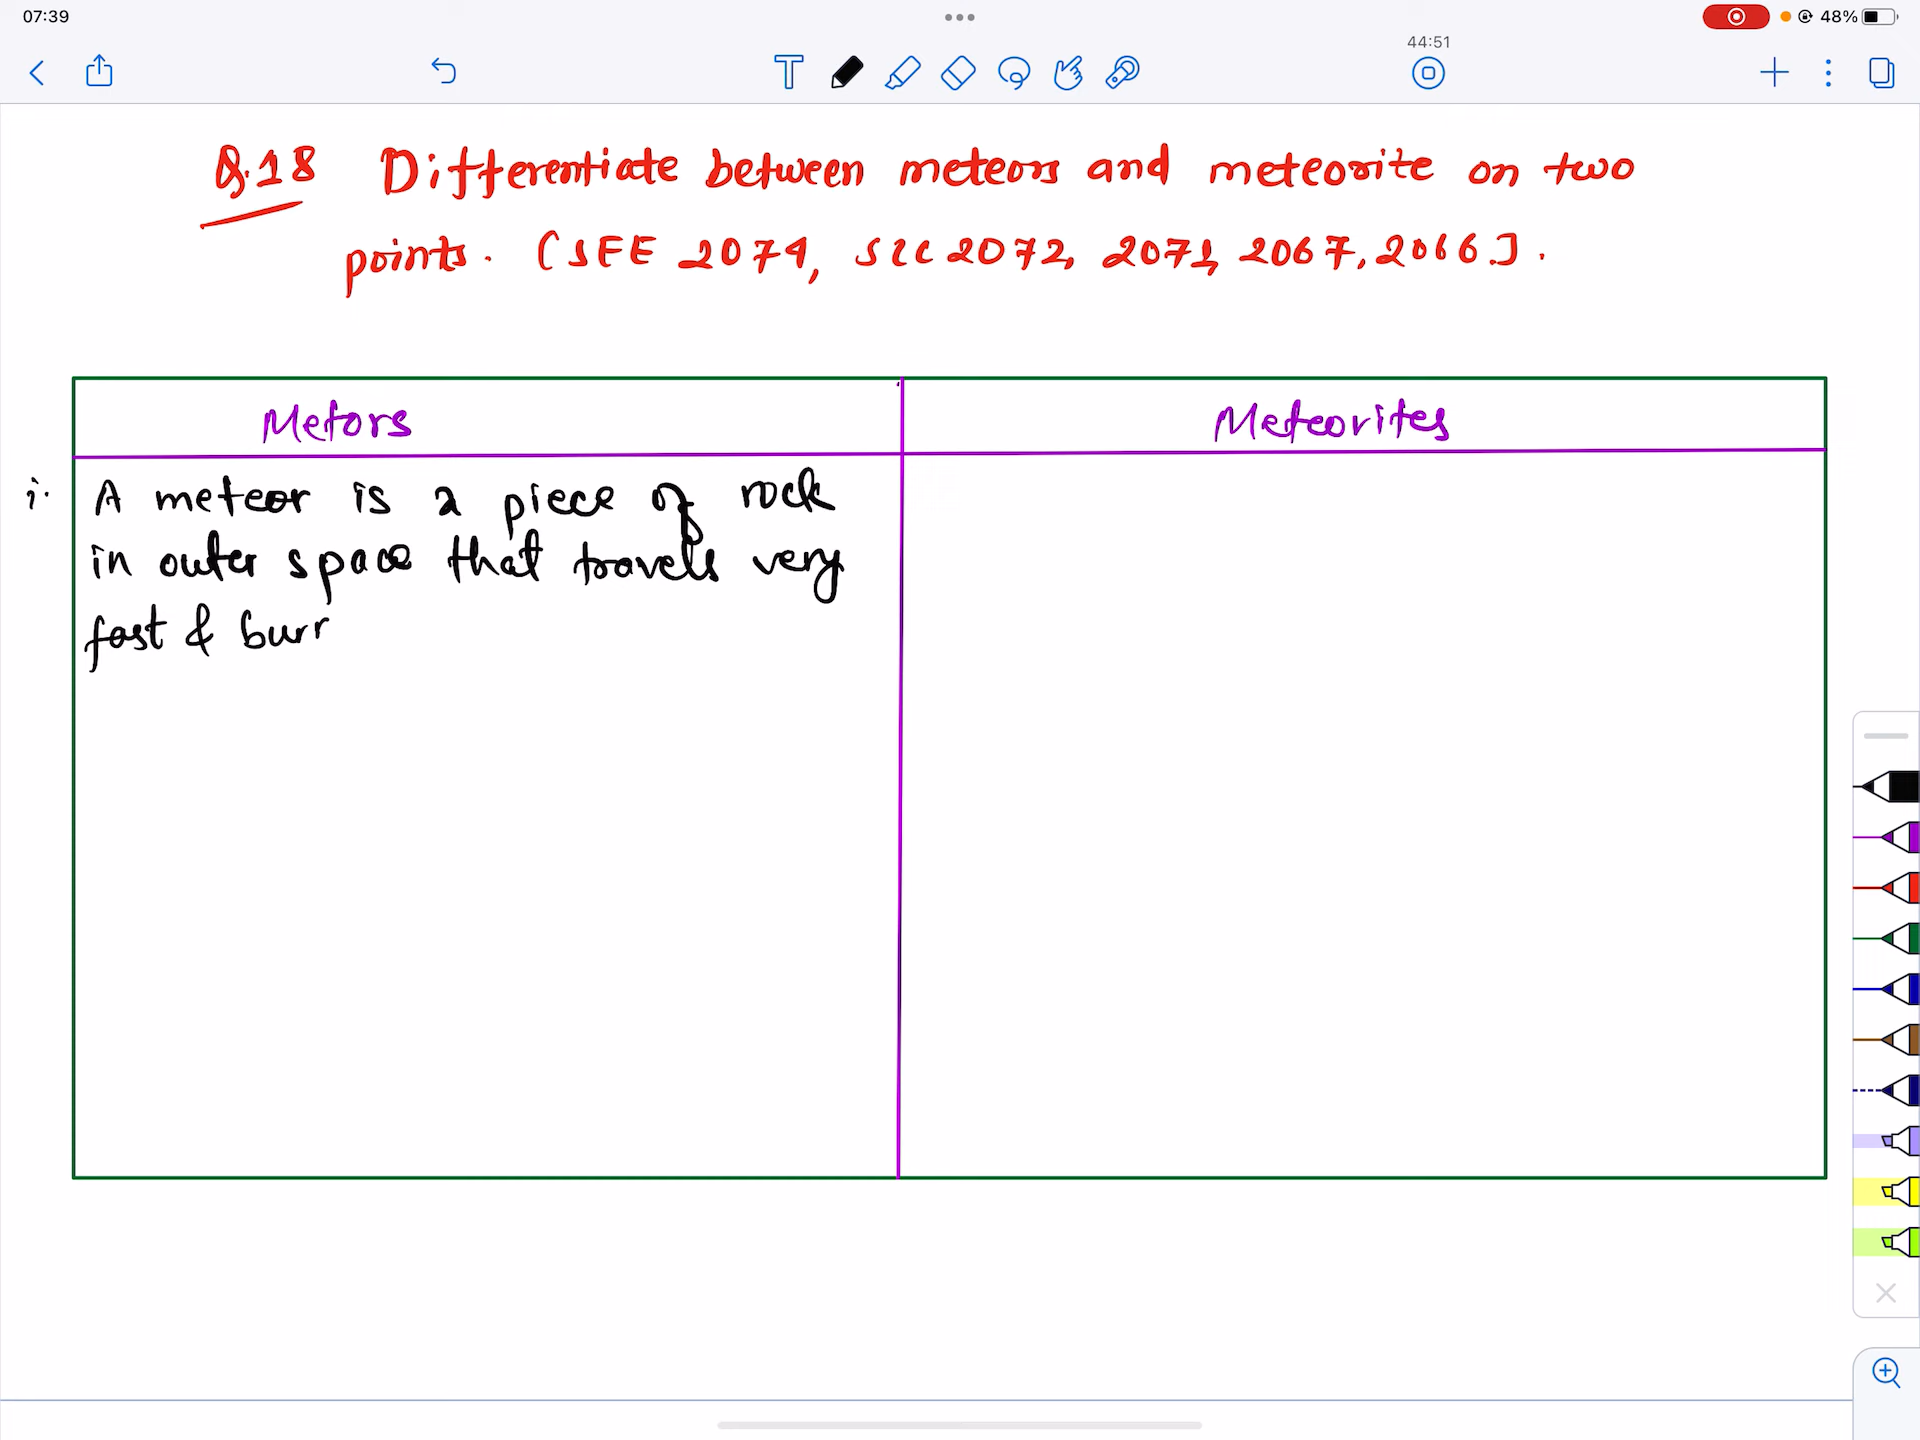 07:39
48%
44:51
Q.18 Differentiate between meteors and meteorite on two
points. (SEE 2074, SLC 2072, 2071, 2067, 2066].
Metors
Meteorites
i. A meteor is a piece of rock
in outer space that travels very
fast & burr